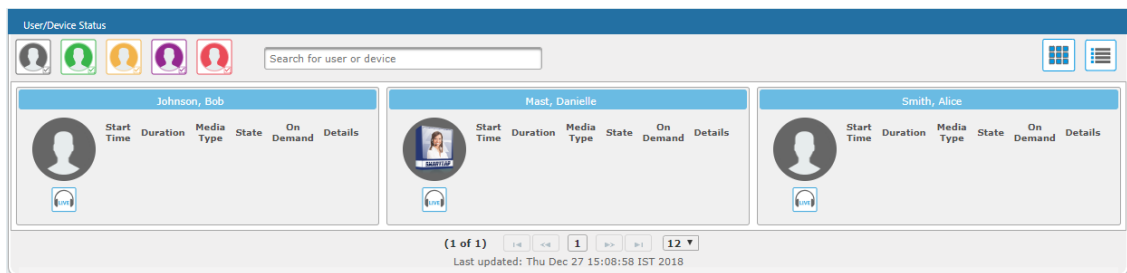 User/Device Status
Search for user or device
Johnson, Bob
Start Time Duration Media Type State On Demand Details
LIVE
Mast, Danielle
SMARTTAP
Start Time Duration Media Type State On Demand Details
LIVE
Smith, Alice
Start Time Duration Media Type State On Demand Details
LIVE
(1 of 1) 1 12
Last updated: Thu Dec 27 15:08:58 IST 2018